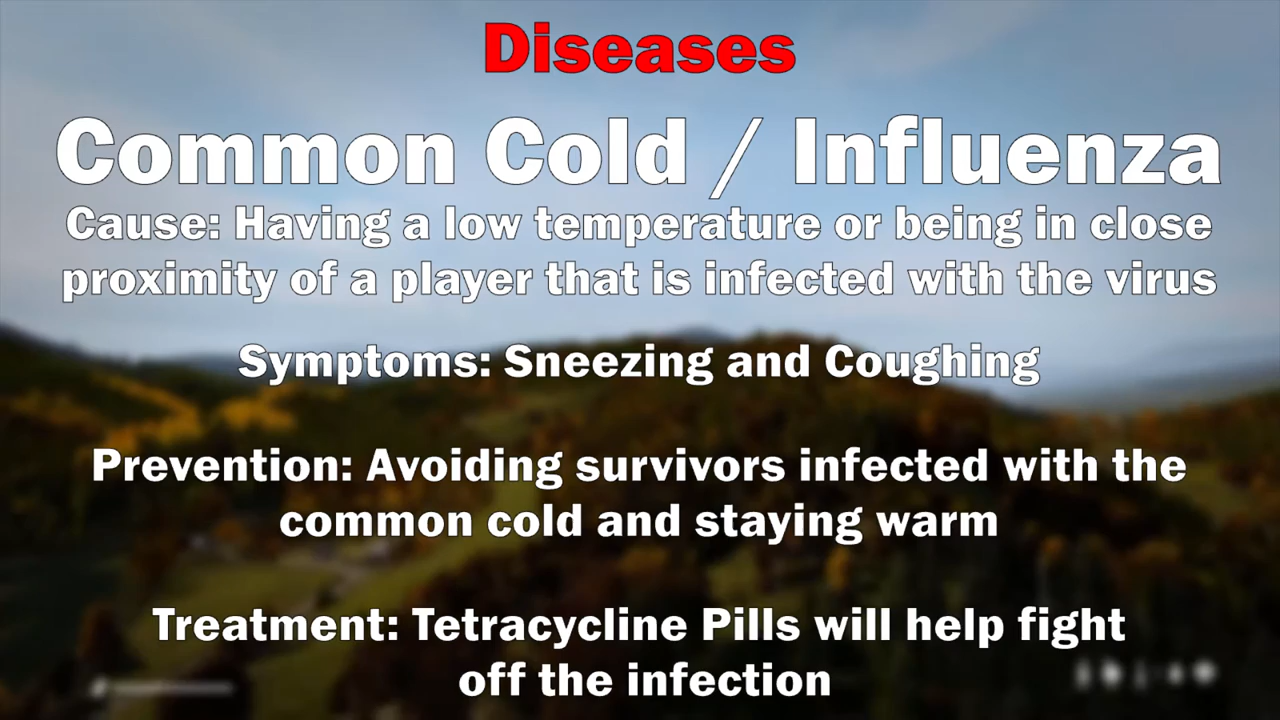 Diseases
Common Cold / Influenza
Cause: Having a low temperature or being in close
proximity of a player that is infected with the virus
Symptoms: Sneezing and Coughing
Prevention: Avoiding survivors infected with the
common cold and staying warm
Treatment: Tetracycline Pills will help fight
off the infection